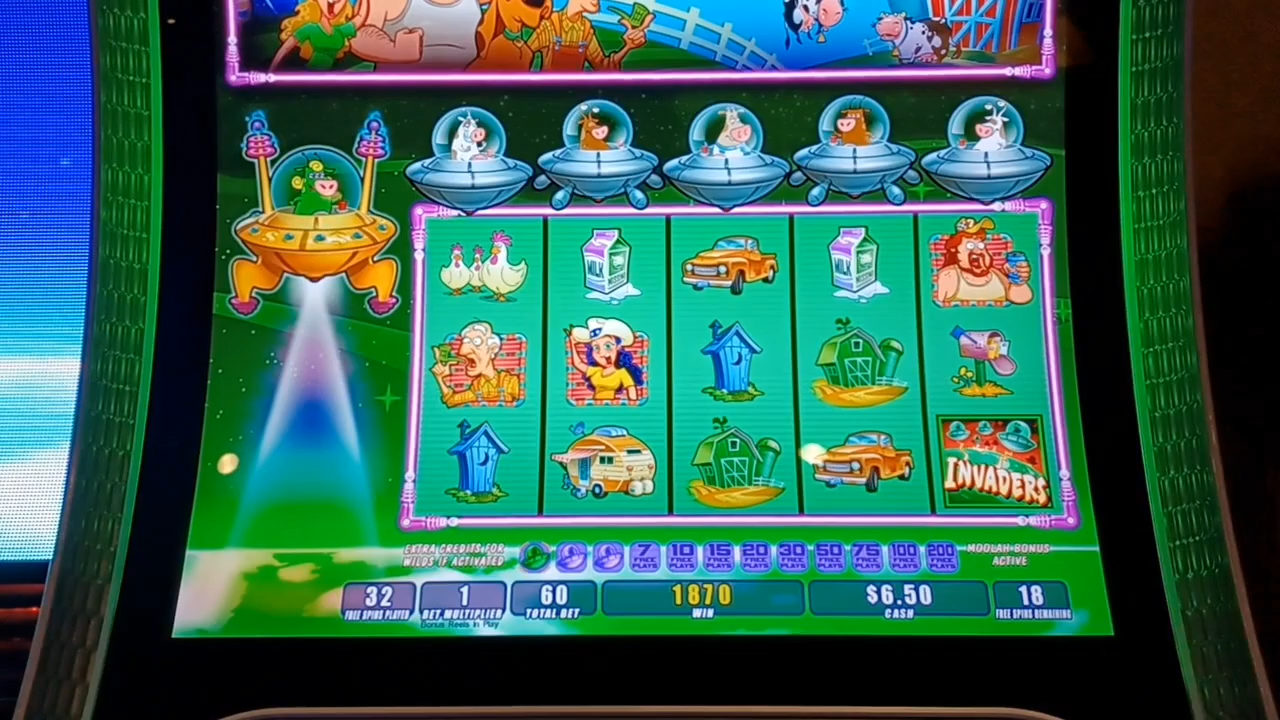 MILK
MILK
INVADERS
EXTRA CREDITS FOR
WILDS IF ACTIVATED
7 FREE PLAYS
10 FREE PLAYS
15 FREE PLAYS
20 FREE PLAYS
30 FREE PLAYS
50 FREE PLAYS
75 FREE PLAYS
100 FREE PLAYS
200 FREE PLAYS
MOOLAH BONUS
ACTIVE
32
FREE SPINS PLAYED
1
BET MULTIPLIER
Bonus Reels in Play
60
TOTAL BET
1870
WIN
$6.50
CASH
18
FREE SPINS REMAINING